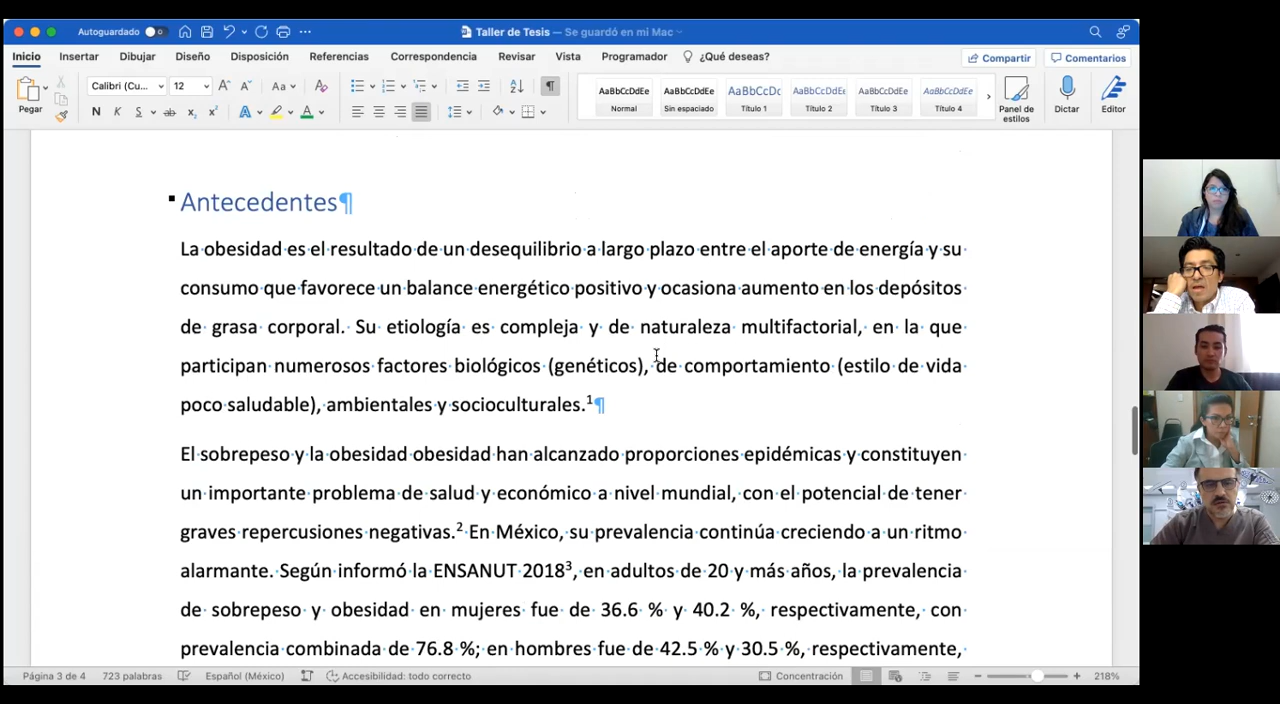 Autoguardado
Taller de Tesis — Se guardó en mi Mac
Inicio Insertar Dibujar Diseño Disposición Referencias Correspondencia Revisar Vista Programador ¿Qué deseas? Compartir Comentarios
Pegar
Calibri (Cu... 12
N K S ab x₂ x²
AaBbCcDdEe AaBbCcDdEe AaBbCcDc AaBbCcDdEe AaBbCcDdEe AaBbCcDdEe
Normal Sin espaciado Título 1 Título 2 Título 3 Título 4
Panel de estilos Dictar Editor
Antecedentes¶
La obesidad es el resultado de un desequilibrio a largo plazo entre el aporte de energía y su
consumo que favorece un balance energético positivo y ocasiona aumento en los depósitos
de grasa corporal. Su etiología es compleja y de naturaleza multifactorial, en la que
participan numerosos factores biológicos (genéticos), de comportamiento (estilo de vida
poco saludable), ambientales y socioculturales.¹¶
El sobrepeso y la obesidad obesidad han alcanzado proporciones epidémicas y constituyen
un importante problema de salud y económico a nivel mundial, con el potencial de tener
graves repercusiones negativas.² En México, su prevalencia continúa creciendo a un ritmo
alarmante. Según informó la ENSANUT 2018³, en adultos de 20 y más años, la prevalencia
de sobrepeso y obesidad en mujeres fue de 36.6 % y 40.2 %, respectivamente, con
prevalencia combinada de 76.8 %; en hombres fue de 42.5 % y 30.5 %, respectivamente,
Página 3 de 4 723 palabras Español (México) Accesibilidad: todo correcto Concentración 218%